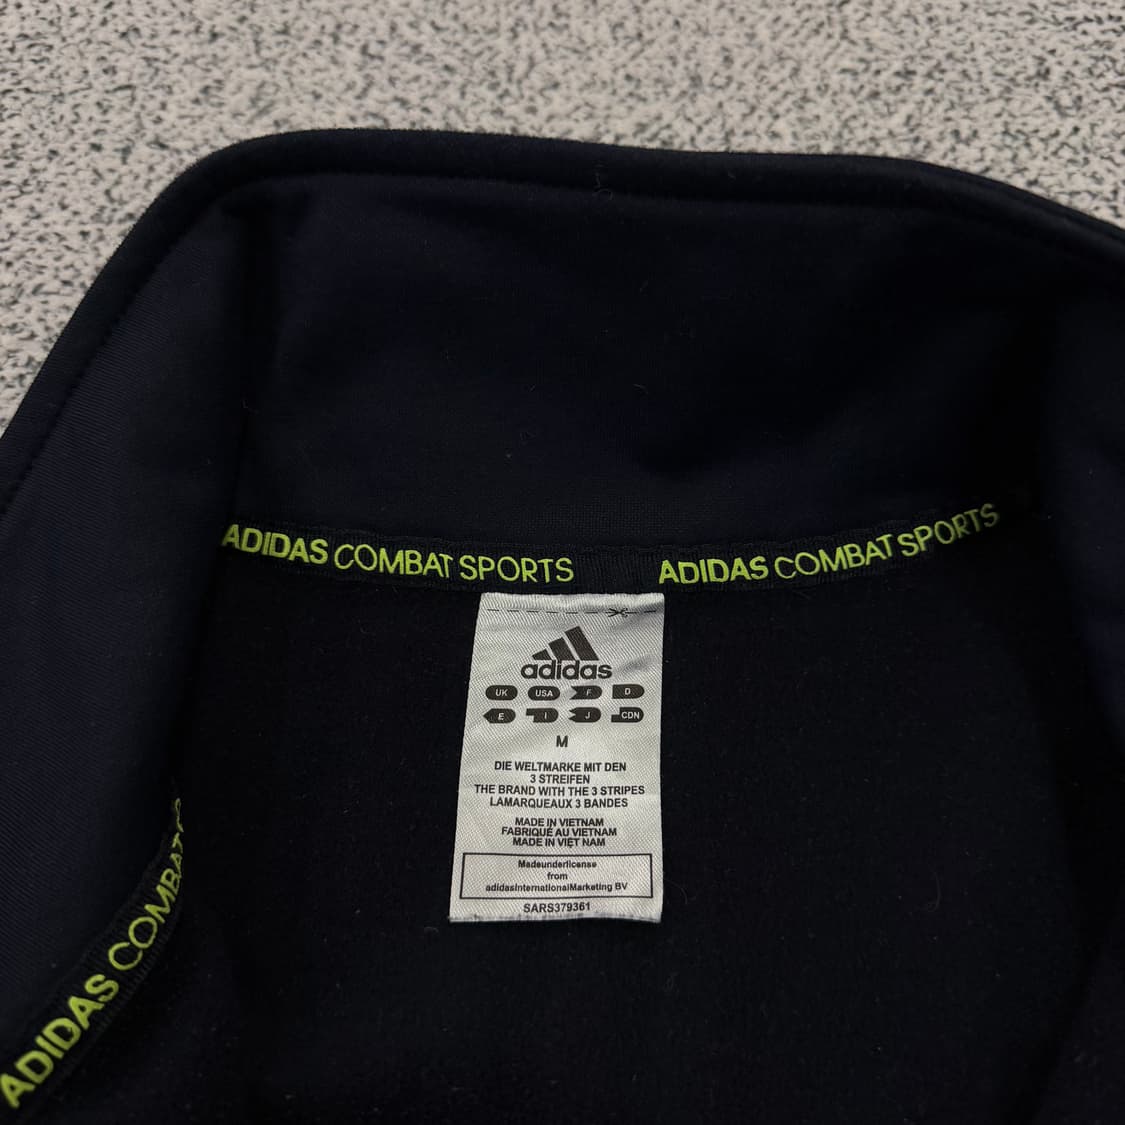 ADIDAS COMBAT SPORTS ADIDAS COMBAT SPORTS
adidas
UK USA F D
E I J CDN
M
DIE WELTMARKE MIT DEN
3 STREIFEN
THE BRAND WITH THE 3 STRIPES
LAMARQUEAUX 3 BANDES
MADE IN VIETNAM
FABRIQUÉ AU VIETNAM
MADE IN VIỆT NAM
Madeunderlicense
from
adidasInternationalMarketing BV
SARS379361
ADIDAS COMBAT